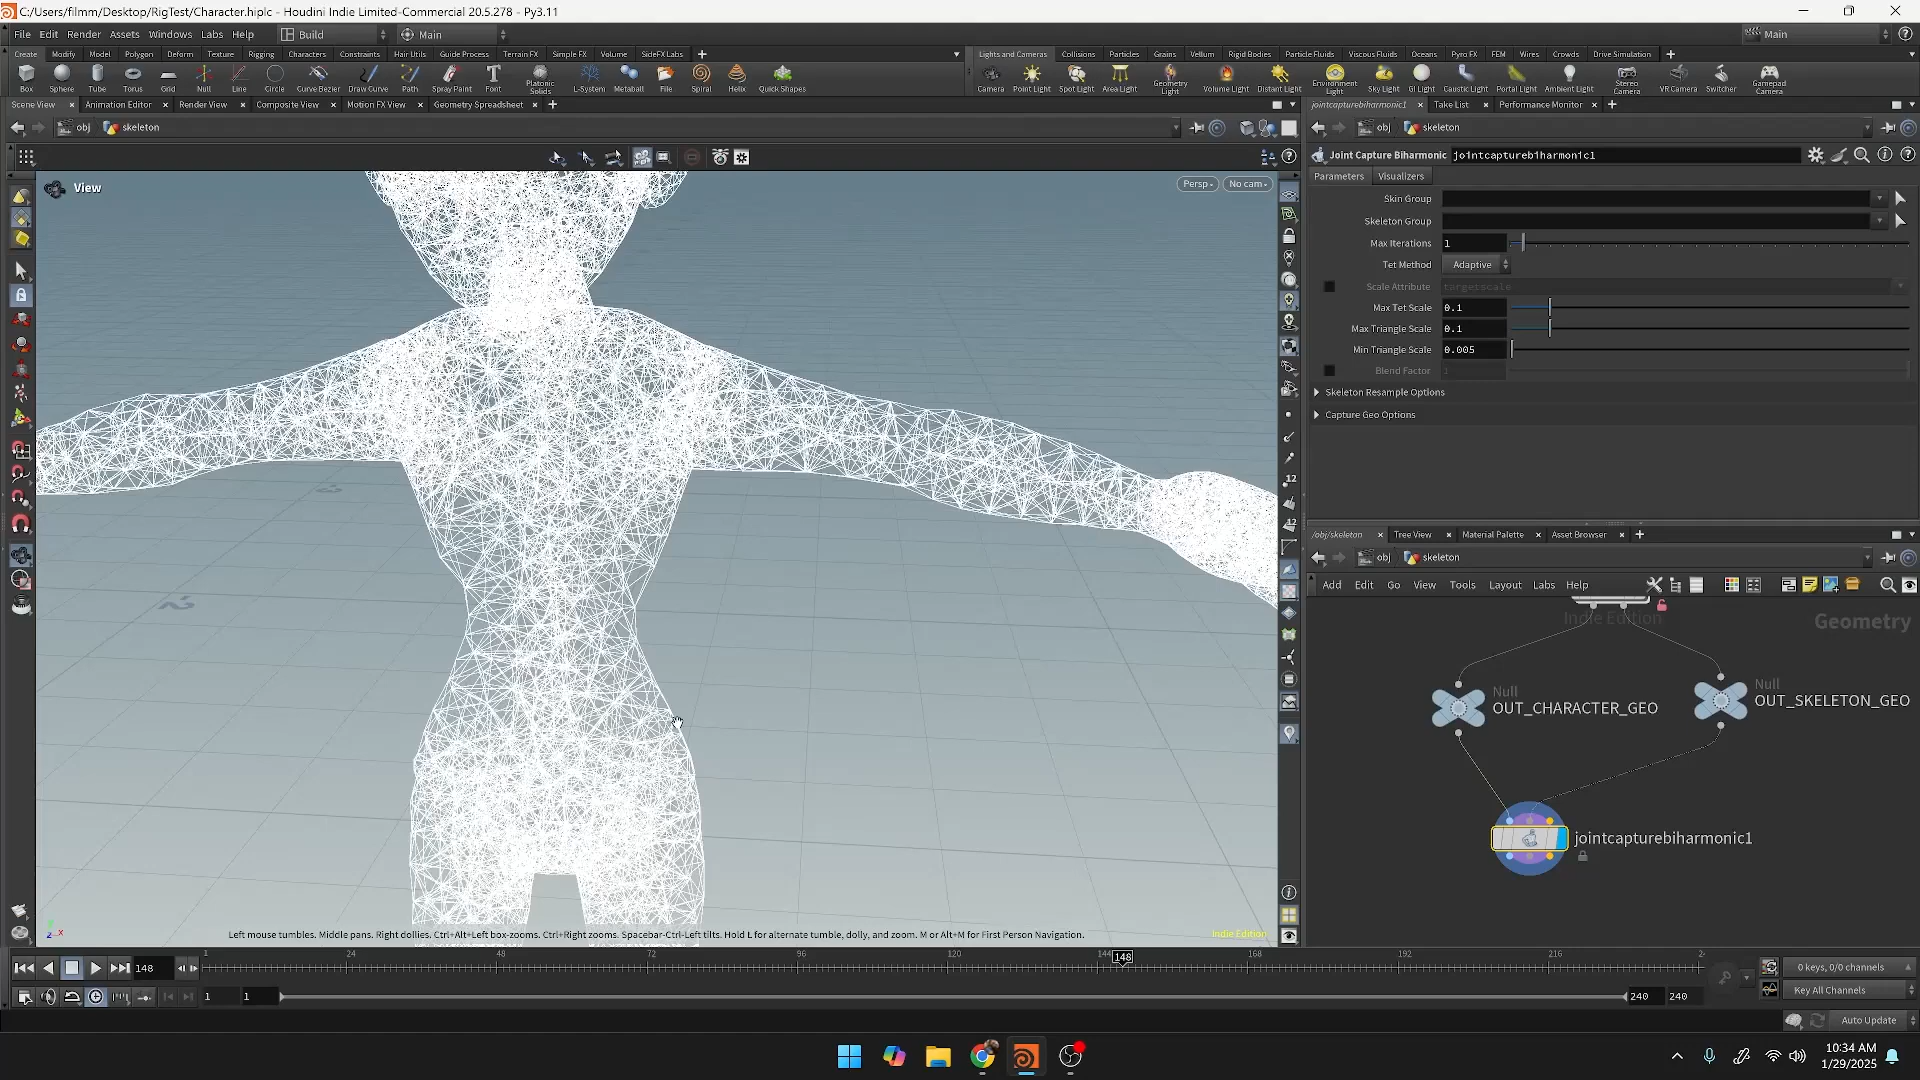 C:/Users/filmm/Desktop/RigTest/Character.hiplc - Houdini Indie Limited-Commercial 20.5.278 - Py3.11
File Edit Render Assets Windows Labs Help Build Main Main
Create Modify Model Polygon Deform Texture Rigging Characters Constraints Hair Utils Guide Process Terrain FX Simple FX Volume SideFX Labs
Lights and Cameras Collisions Particles Grains Vellum Rigid Bodies Particle Fluids Viscous Fluids Oceans Pyro FX FEM Wires Crowds Drive Simulation
Box Sphere Tube Torus Grid Null Line Circle Curve Bezier Draw Curve Path Spray Paint Font Platonic Solids L-System Metaball File Spiral Helix Quick Shapes
Camera Point Light Spot Light Area Light Geometry Light Volume Light Distant Light Environment Light Sky Light GI Light Caustic Light Portal Light Ambient Light Stereo Camera VR Camera Switcher Gamepad Camera
Scene View Animation Editor Render View Composite View Motion FX View Geometry Spreadsheet
jointcapturebiharmonic1 Take List Performance Monitor
obj skeleton
obj skeleton
Joint Capture Biharmonic jointcapturebiharmonic1
Parameters Visualizers
View
Persp
No cam
Skin Group
Skeleton Group
Max Iterations 1
Tet Method Adaptive
Scale Attribute targetscale
Max Tet Scale 0.1
Max Triangle Scale 0.1
Min Triangle Scale 0.005
Blend Factor 1
Skeleton Resample Options
Capture Geo Options
/obj/skeleton Tree View Material Palette Asset Browser
obj skeleton
Add Edit Go View Tools Layout Labs Help
Indie Edition
Geometry
Null
OUT_CHARACTER_GEO
Null
OUT_SKELETON_GEO
jointcapturebiharmonic1
Left mouse tumbles. Middle pans. Right dollies. Ctrl+Alt+Left box-zooms. Ctrl+Right zooms. Spacebar-Ctrl-Left tilts. Hold L for alternate tumble, dolly, and zoom. M or Alt+M for First Person Navigation.
Indie Edition
148
1 24 48 72 96 120 144 148 168 192 216
1 1 240 240
0 keys, 0/0 channels
Key All Channels
Auto Update
10:34 AM
1/29/2025